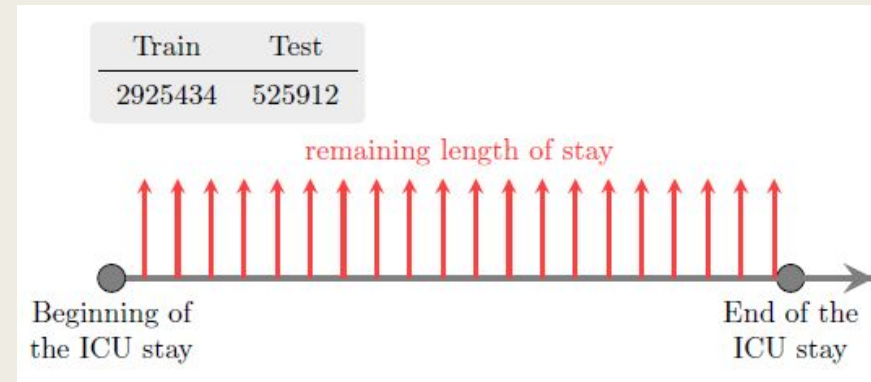 Train Test
2925434 525912
remaining length of stay
Beginning of
the ICU stay
End of the
ICU stay